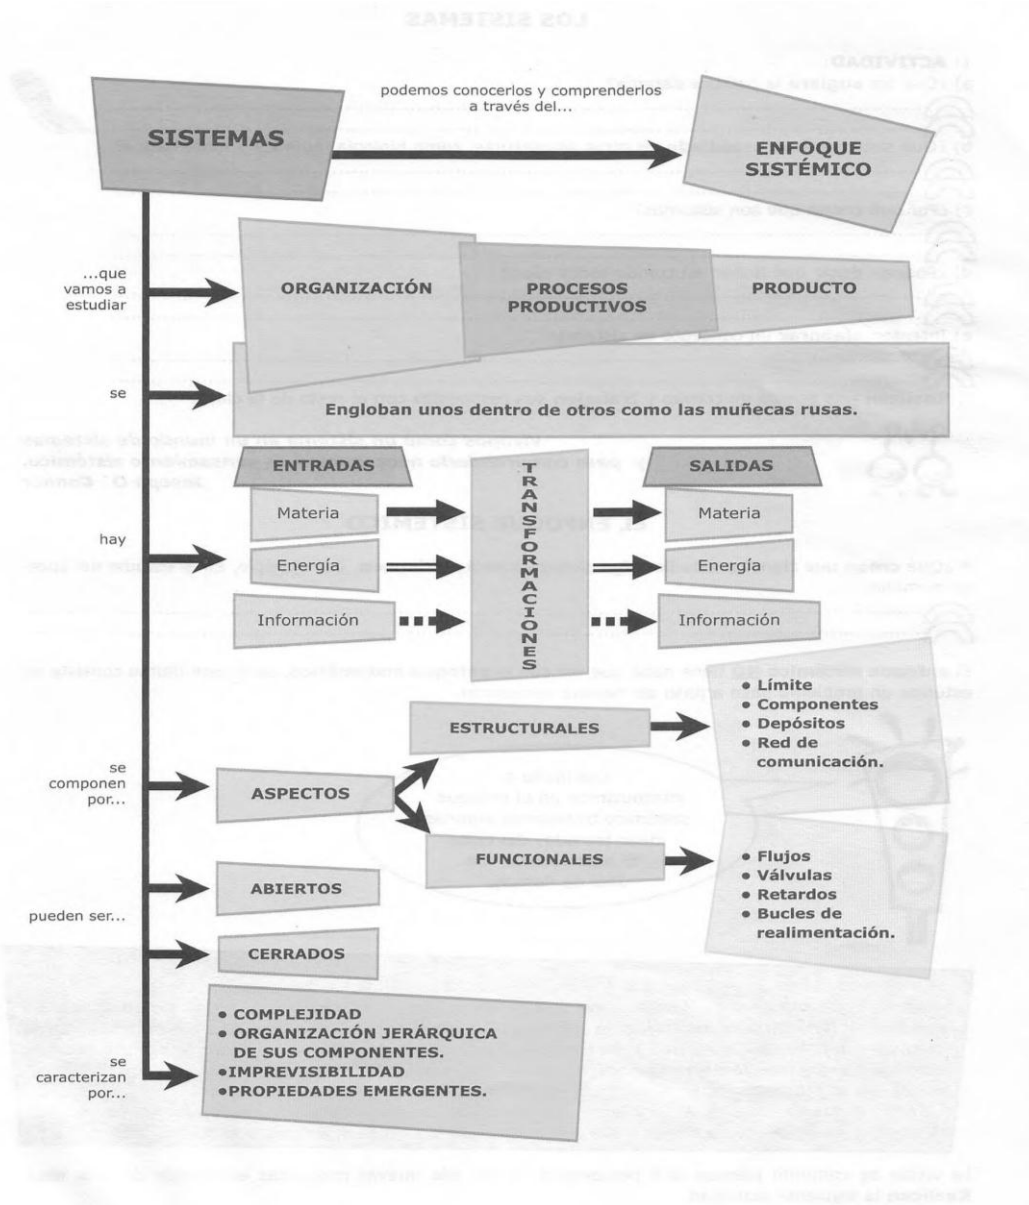 podemos conocerlos y comprenderlos
a través del...
SISTEMAS
ENFOQUE
SISTÉMICO
...que
vamos a
estudiar
ORGANIZACIÓN
PROCESOS
PRODUCTIVOS
PRODUCTO
se
Engloban unos dentro de otros como las muñecas rusas.
hay
ENTRADAS
TRANSFORMACIONES
SALIDAS
Materia
Materia
Energía
Energía
Información
Información
se
componen
por...
ASPECTOS
ESTRUCTURALES
• Límite
• Componentes
• Depósitos
• Red de
comunicación.
FUNCIONALES
• Flujos
• Válvulas
• Retardos
• Bucles de
realimentación.
pueden ser...
ABIERTOS
CERRADOS
se
caracterizan
por...
• COMPLEJIDAD
• ORGANIZACIÓN JERÁRQUICA
DE SUS COMPONENTES.
•IMPREVISIBILIDAD
•PROPIEDADES EMERGENTES.